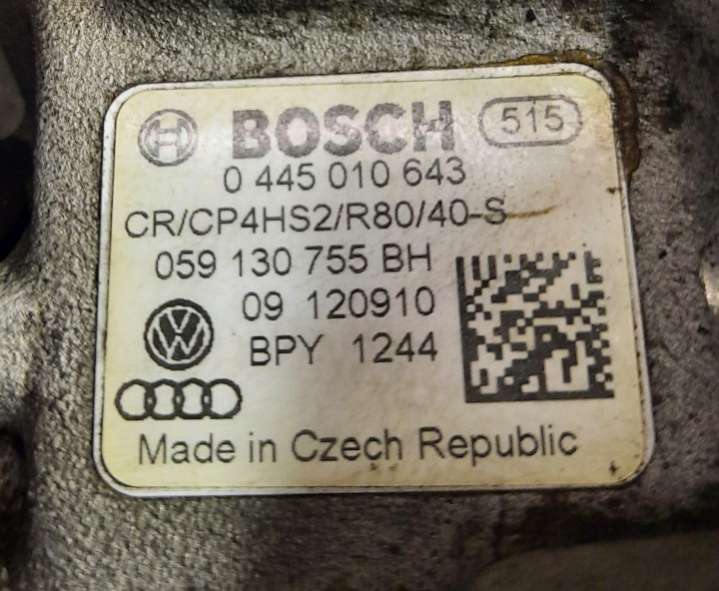 BOSCH 515
0 445 010 643
CR/CP4HS2/R80/40-S
059 130 755 BH
09 120910
BPY 1244
Made in Czech Republic